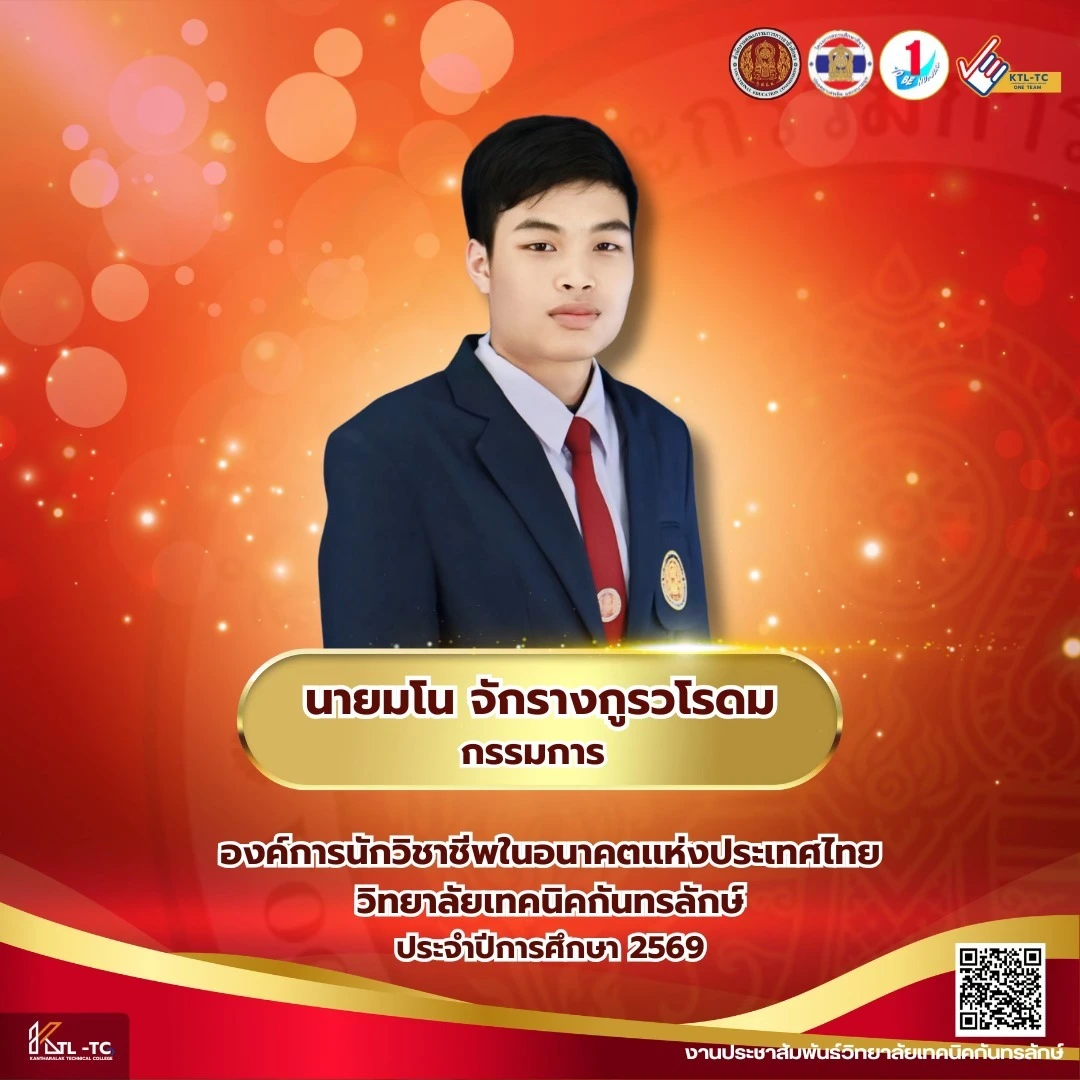 1
KTL-TC
ONE TEAM
นายมโน จักรางกูรวโรดม
กรรมการ
องค์การนักวิชาชีพในอนาคตแห่งประเทศไทย
วิทยาลัยเทคนิคกันทรลักษ์
ประจำปีการศึกษา 2569
KTL -TC
KANTHARALAK TECHNICAL COLLEGE
งานประชาสัมพันธ์วิทยาลัยเทคนิคกันทรลักษ์